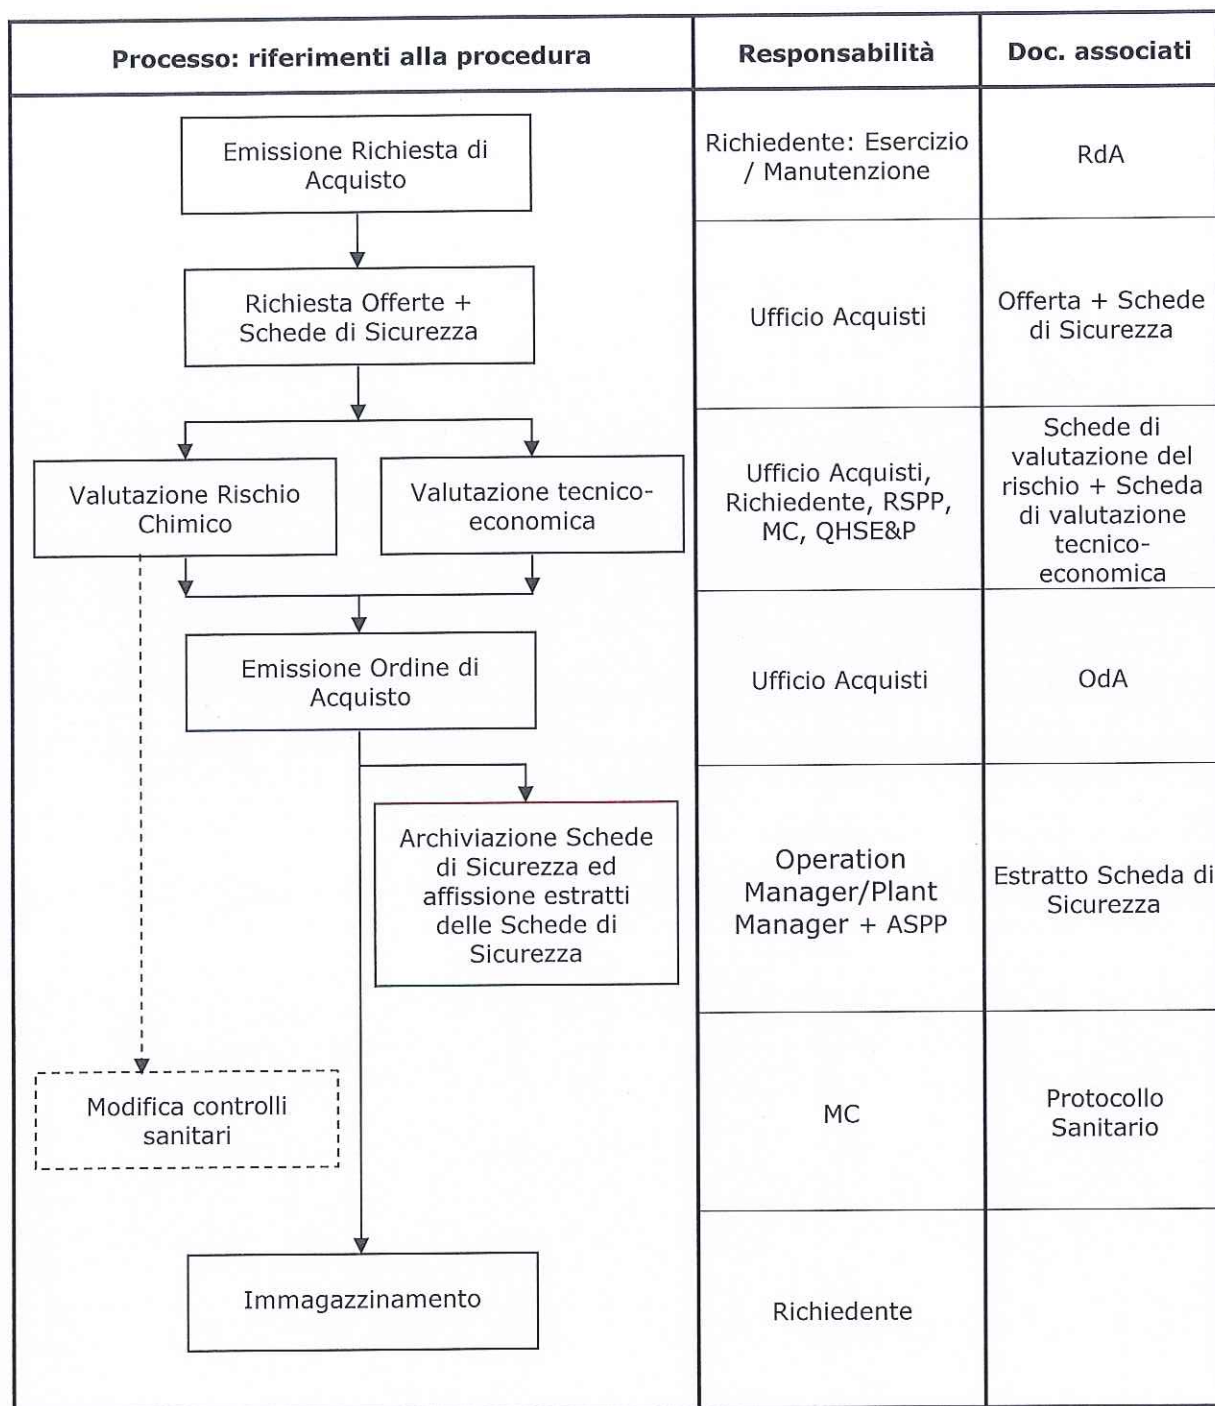 Processo: riferimenti alla procedura
Responsabilità
Doc. associati
Emissione Richiesta di
Acquisto
Richiedente: Esercizio
/ Manutenzione
RdA
Richiesta Offerte +
Schede di Sicurezza
Ufficio Acquisti
Offerta + Schede
di Sicurezza
Valutazione Rischio
Chimico
Valutazione tecnico-
economica
Ufficio Acquisti,
Richiedente, RSPP,
MC, QHSE&P
Schede di
valutazione del
rischio + Scheda
di valutazione
tecnico-
economica
Emissione Ordine di
Acquisto
Ufficio Acquisti
OdA
Archiviazione Schede
di Sicurezza ed
affissione estratti
delle Schede di
Sicurezza
Operation
Manager/Plant
Manager + ASPP
Estratto Scheda di
Sicurezza
Modifica controlli
sanitari
MC
Protocollo
Sanitario
Immagazzinamento
Richiedente